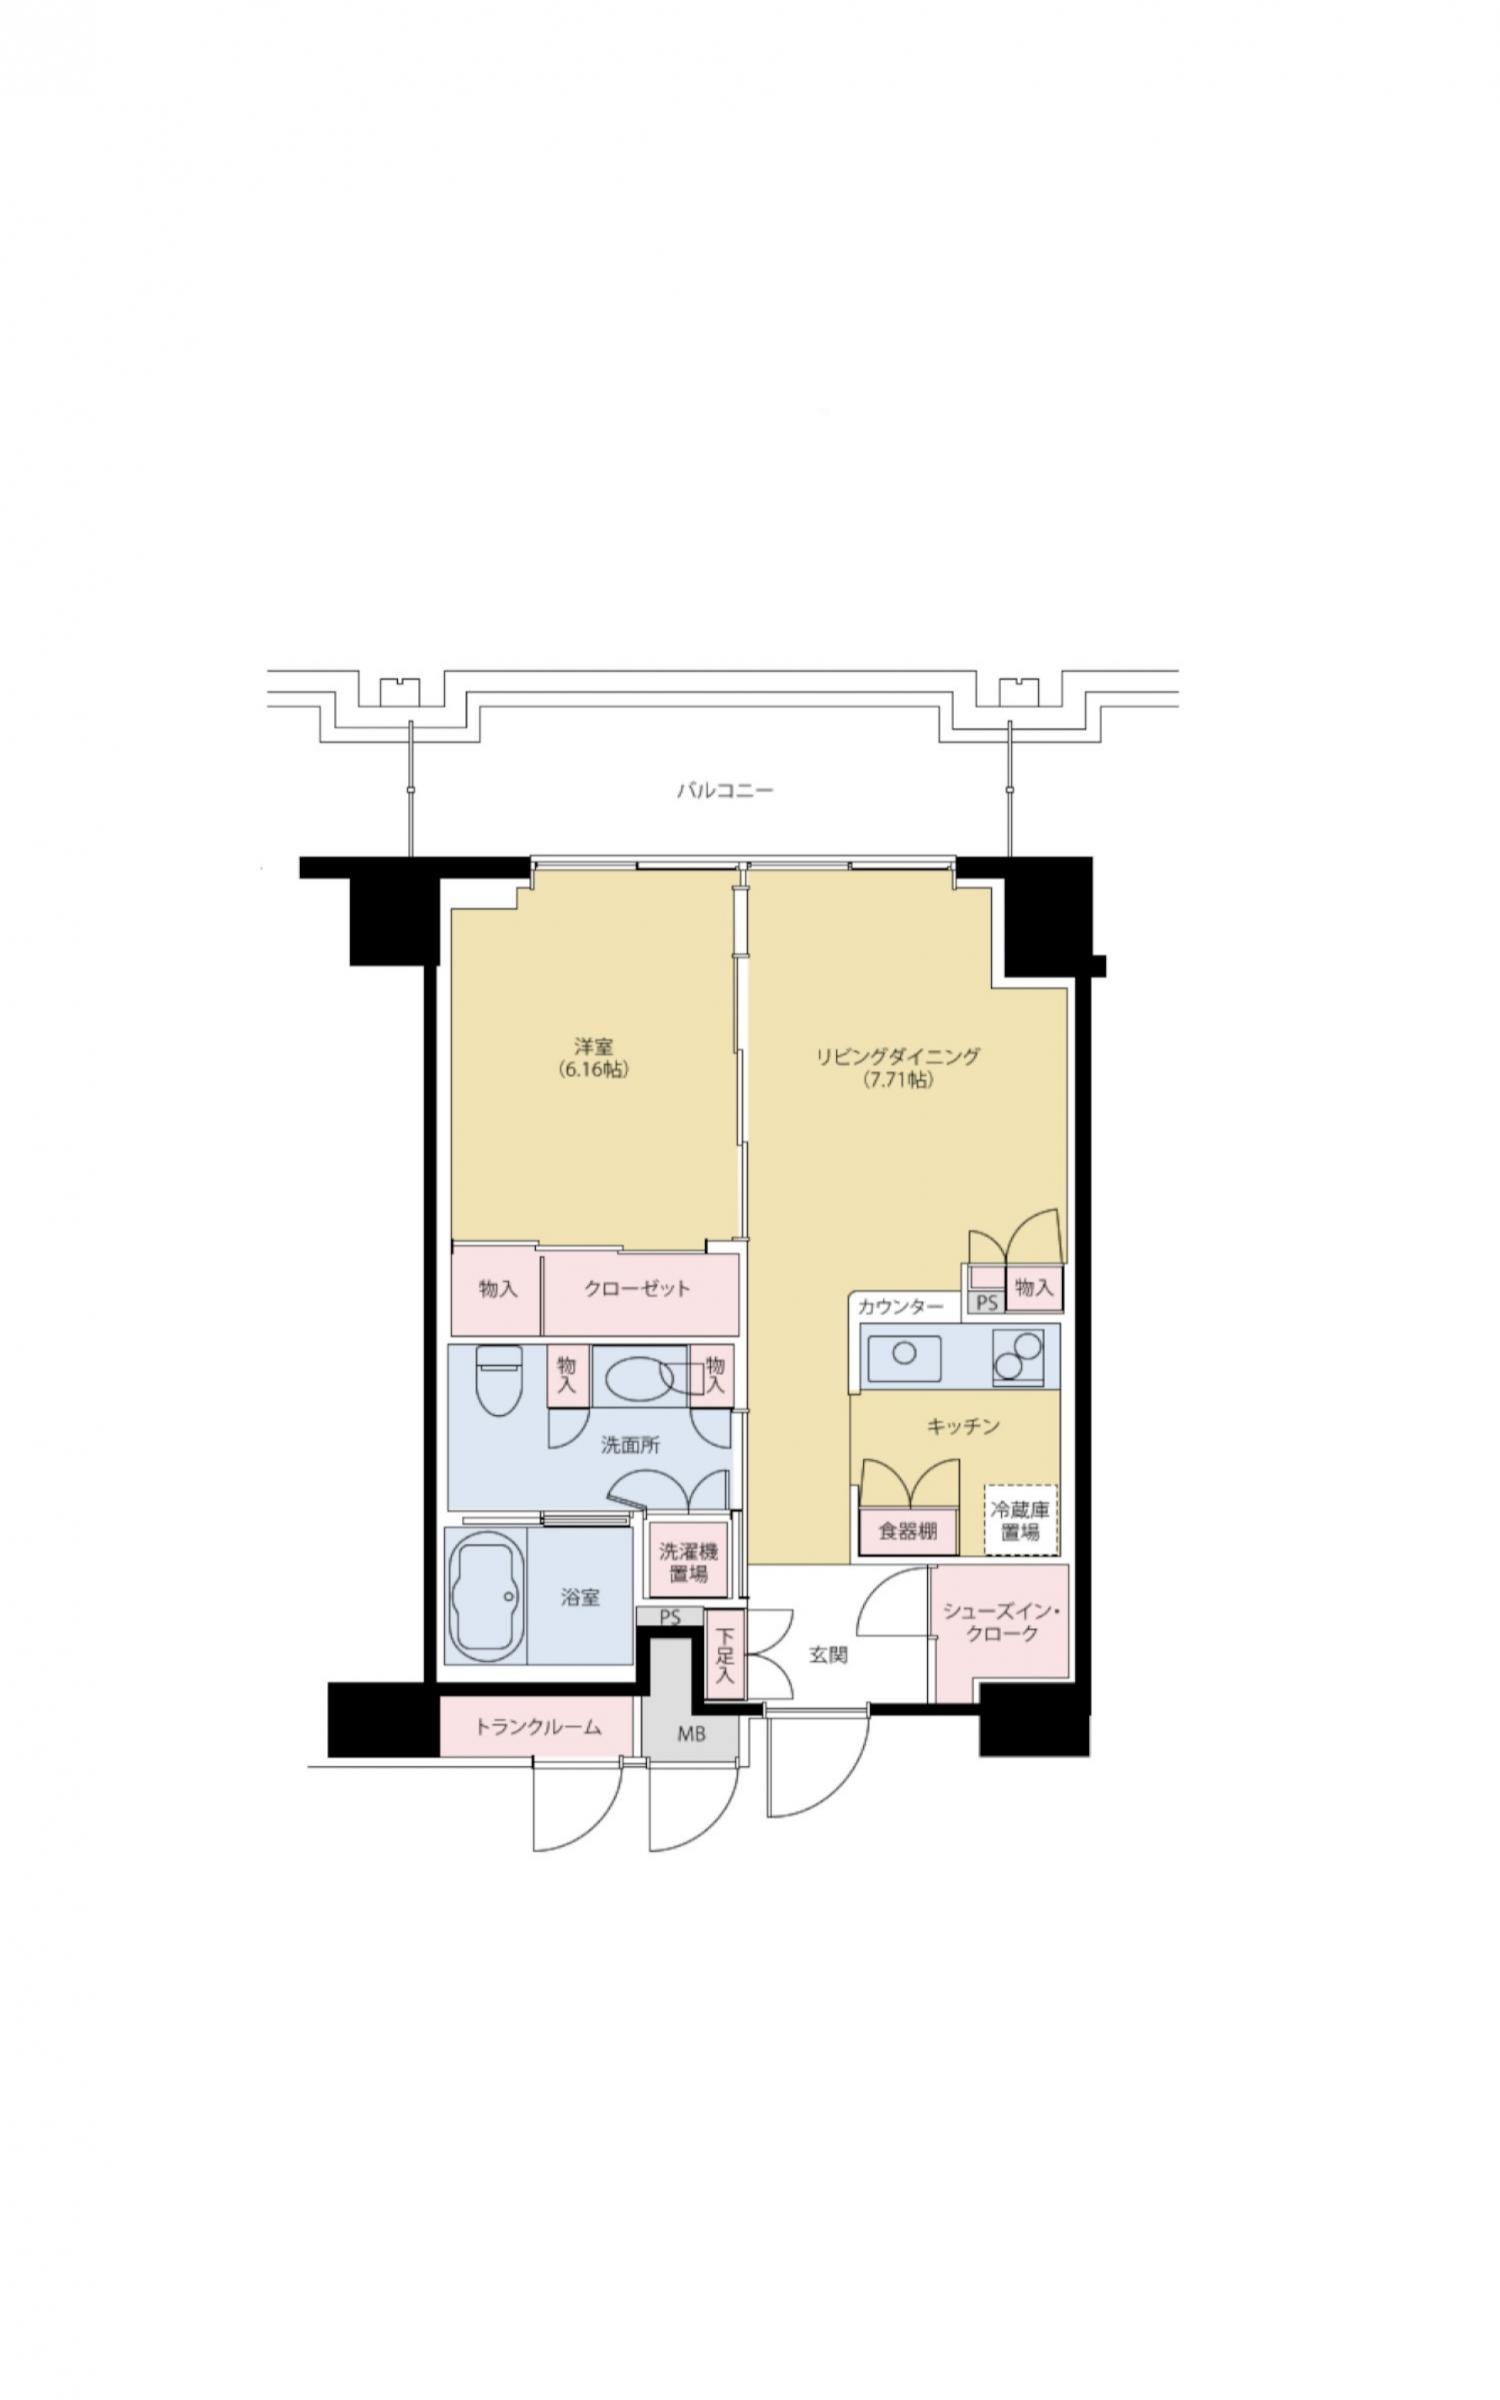 バルコニー
洋室
(6.16帖)
リビングダイニング
(7.71帖)
物入
クローゼット
カウンター
PS
物入
物入
物入
洗面所
キッチン
食器棚
冷蔵庫
置場
洗濯機
置場
浴室
PS
下足入
玄関
シューズイン・
クローク
トランクルーム
MB